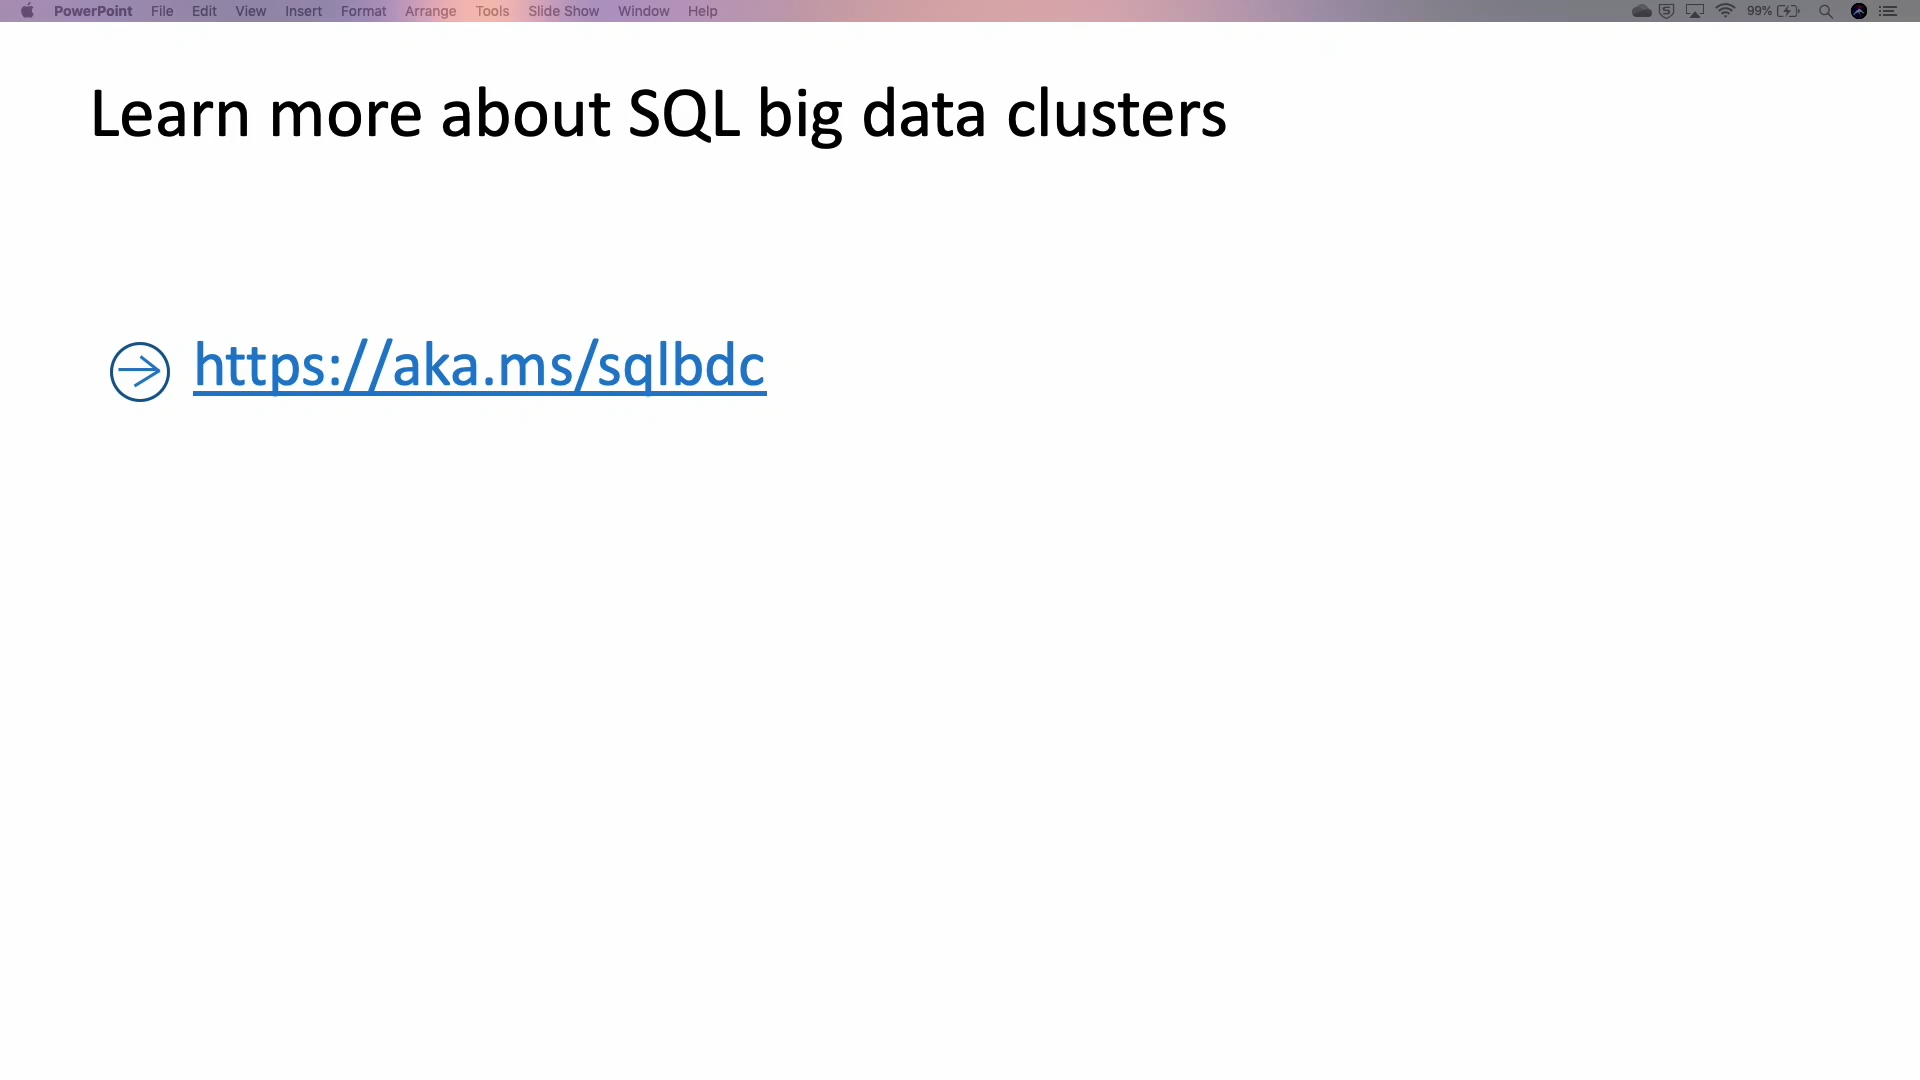 PowerPoint File Edit View Insert Format Arrange Tools Slide Show Window Help 99%
Learn more about SQL big data clusters
https://aka.ms/sqlbdc